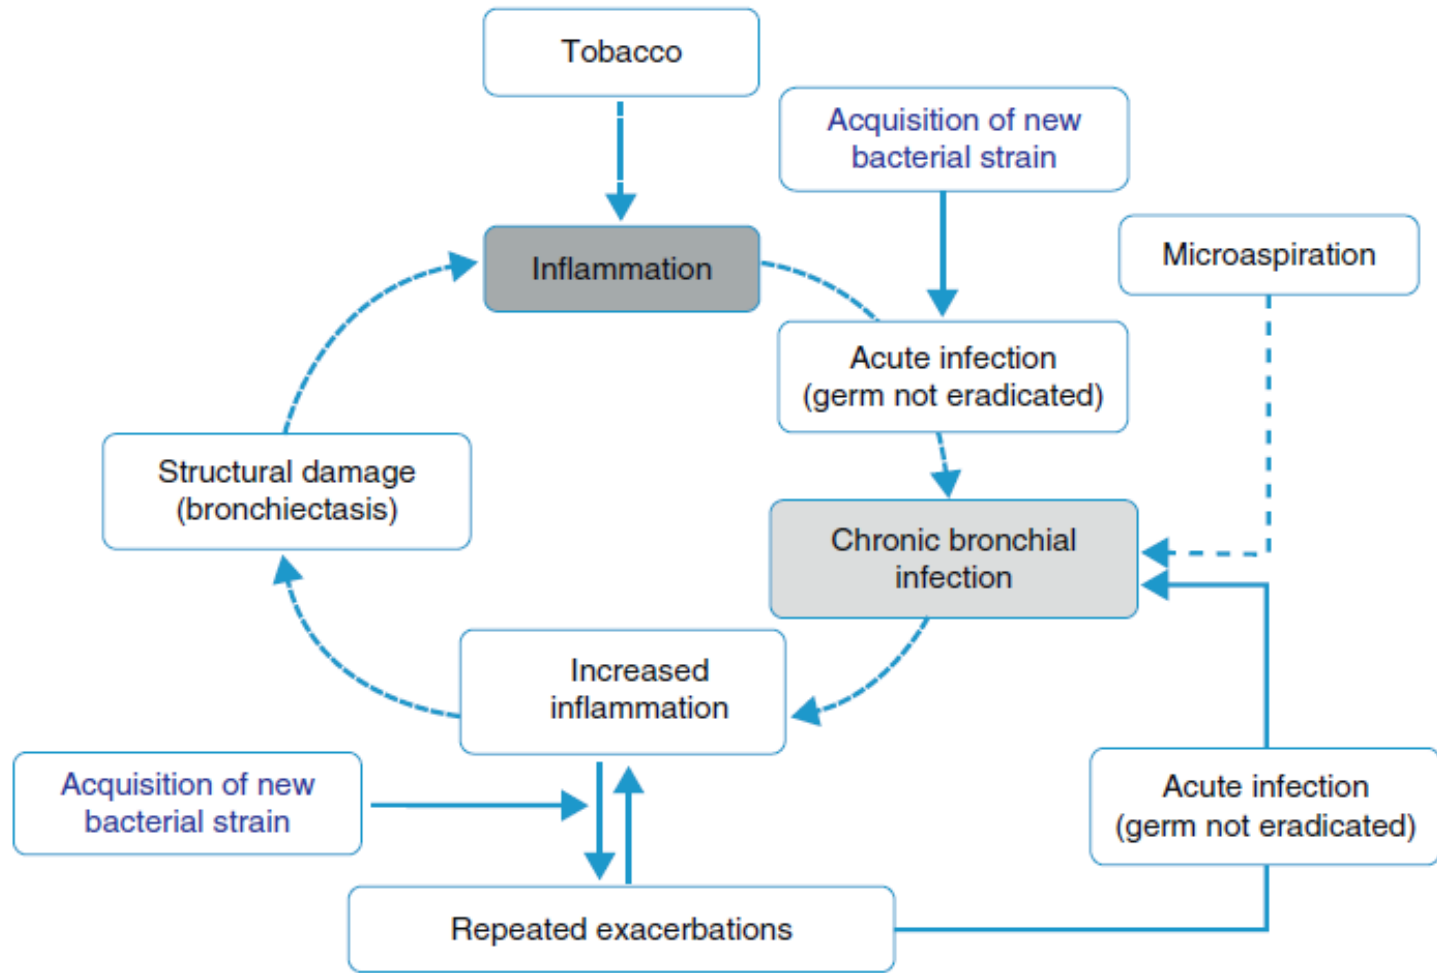 Tobacco
Acquisition of new
bacterial strain
Microaspiration
Inflammation
Acute infection
(germ not eradicated)
Structural damage
(bronchiectasis)
Chronic bronchial
infection
Increased
inflammation
Acquisition of new
bacterial strain
Acute infection
(germ not eradicated)
Repeated exacerbations